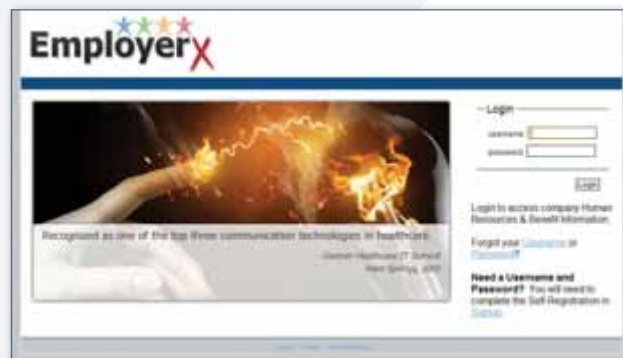 EmployerX
Login
username
password
Login
Login to access company Human
Resources & Benefit Information.
Forgot your Username or
Password?
Need a Username and
Password? You will need to
complete the Self-Registration in
Signup.
Recognized as one of the top three communication technologies in healthcare.